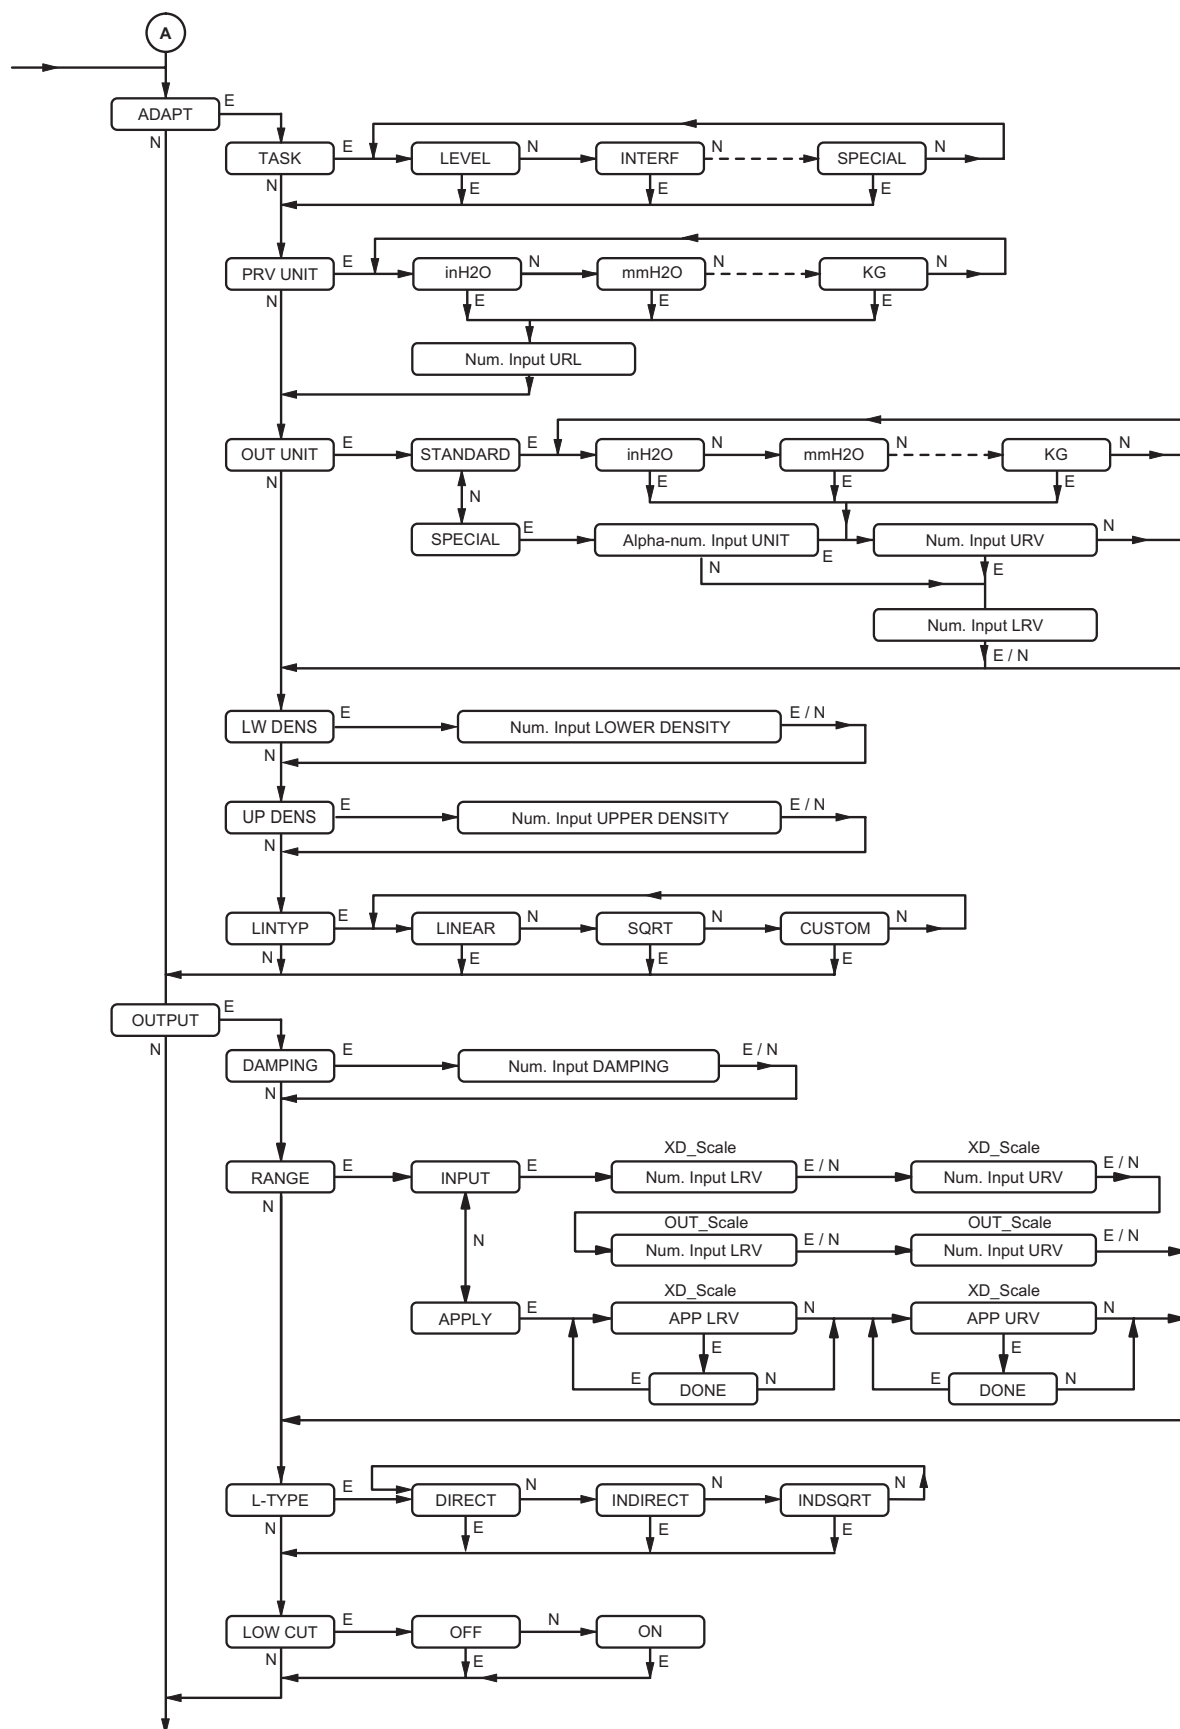 A
ADAPT E
N
TASK E LEVEL N INTERF N SPECIAL N
N E E E
PRV UNIT E inH2O N mmH2O N KG N
N E E E
Num. Input URL
OUT UNIT E STANDARD E inH2O N mmH2O N KG N
N N E E E
SPECIAL E Alpha-num. Input UNIT E Num. Input URV N
N E
Num. Input LRV
E / N
LW DENS E Num. Input LOWER DENSITY E / N
N
UP DENS E Num. Input UPPER DENSITY E / N
N
LINTYP E LINEAR N SQRT N CUSTOM N
N E E E
OUTPUT E
N
DAMPING E Num. Input DAMPING E / N
N
XD_Scale XD_Scale
RANGE E INPUT E Num. Input LRV E / N Num. Input URV E / N
N
OUT_Scale OUT_Scale
N Num. Input LRV E / N Num. Input URV E / N
XD_Scale XD_Scale
APPLY E APP LRV N APP URV N
E E
E DONE N E DONE N
L-TYPE E DIRECT N INDIRECT N INDSQRT N
N E E E
LOW CUT E OFF N ON
N E E